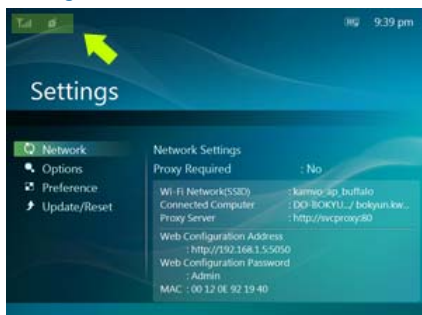 9:39 pm
Settings
Network
Options
Preference
Update/Reset
Network Settings
Proxy Required : No
Wi-Fi Network(SSID) : kamvo_ap_buffalo
Connected Computer : DO-BOKYU.../ bokyun.kw...
Proxy Server : http://svcproxy:80
Web Configuration Address
: http://192.168.1.5:5050
Web Configuration Password
: Admin
MAC : 00 12 0E 92 19 40